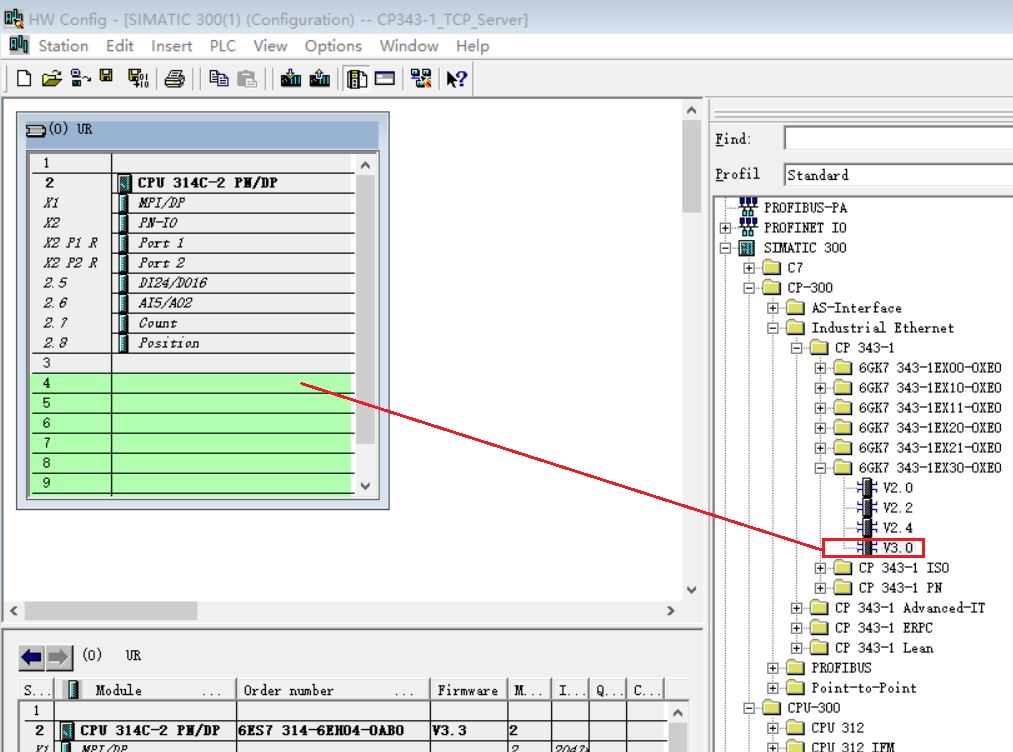 HW Config - [SIMATIC 300(1) (Configuration) -- CP343-1_TCP_Server]
Station Edit Insert PLC View Options Window Help
(0) UR
1
2 CPU 314C-2 PN/DP
X1 MPI/DP
X2 PN-IO
X2 P1 R Port 1
X2 P2 R Port 2
2.5 DI24/DO16
2.6 AI5/AO2
2.7 Count
2.8 Position
3
4
5
6
7
8
9
Find:
Profil Standard
PROFIBUS-PA
PROFINET IO
SIMATIC 300
C7
CP-300
AS-Interface
Industrial Ethernet
CP 343-1
6GK7 343-1EX00-0XE0
6GK7 343-1EX10-0XE0
6GK7 343-1EX11-0XE0
6GK7 343-1EX20-0XE0
6GK7 343-1EX21-0XE0
6GK7 343-1EX30-0XE0
V2.0
V2.2
V2.4
V3.0
CP 343-1 ISO
CP 343-1 PN
CP 343-1 Advanced-IT
CP 343-1 ERPC
CP 343-1 Lean
PROFIBUS
Point-to-Point
CPU-300
CPU 312
CPU 312 IFM
(0) UR
S... Module ... Order number ... Firmware M... I... Q... C...
1
2 CPU 314C-2 PN/DP 6ES7 314-6EH04-0AB0 V3.3 2
X1 MPI/DP 2 2047*